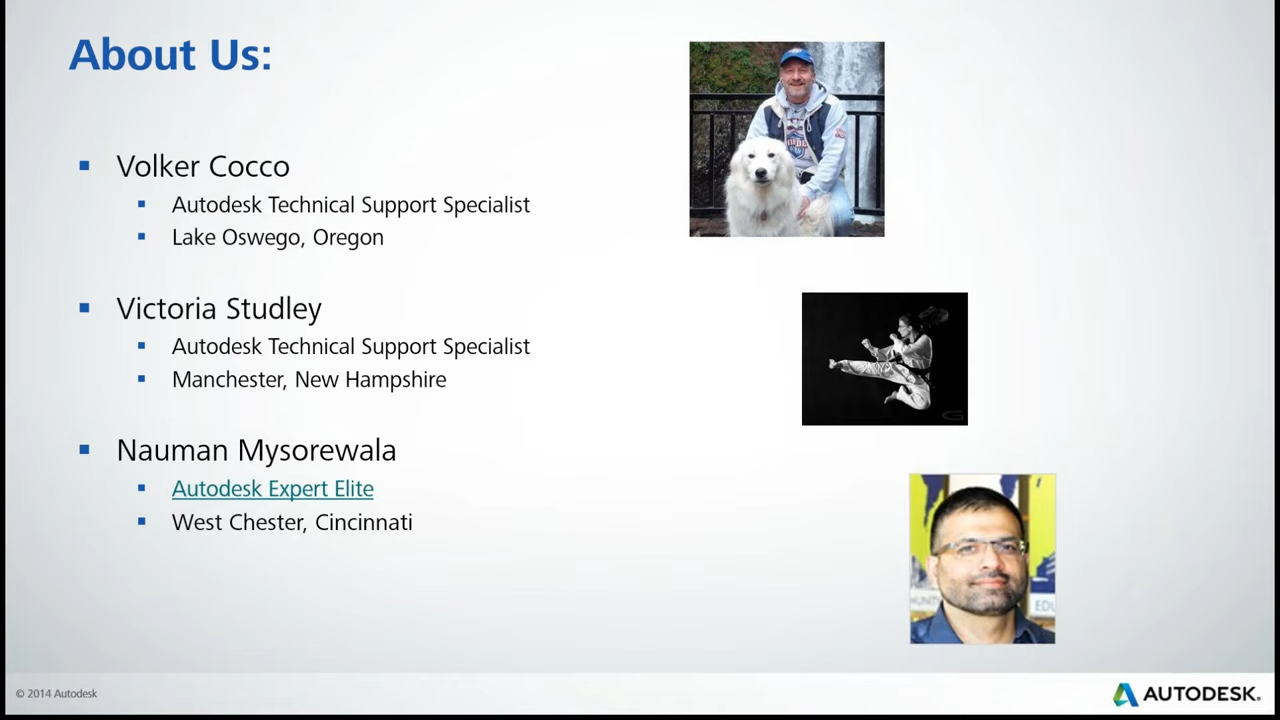 About Us:
Volker Cocco
Autodesk Technical Support Specialist
Lake Oswego, Oregon
Victoria Studley
Autodesk Technical Support Specialist
Manchester, New Hampshire
Nauman Mysorewala
Autodesk Expert Elite
West Chester, Cincinnati
EDU
© 2014 Autodesk
AUTODESK.